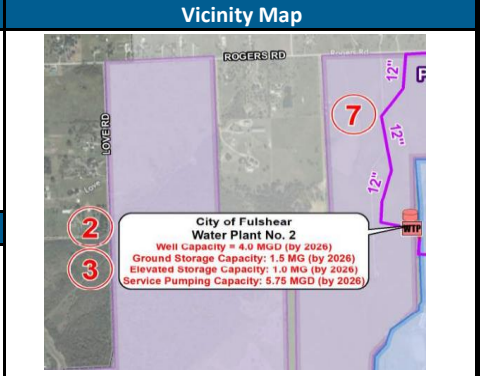 Vicinity Map
ROGERS RD
Rogers Rd
12"
F
7
LOVE RD
12"
Love
12"
2
City of Fulshear
Water Plant No. 2
WTP
Well Capacity = 4.0 MGD (by 2026)
Ground Storage Capacity: 1.5 MG (by 2026)
3
Elevated Storage Capacity: 1.0 MG (by 2026)
Service Pumping Capacity: 5.75 MGD (by 2026)